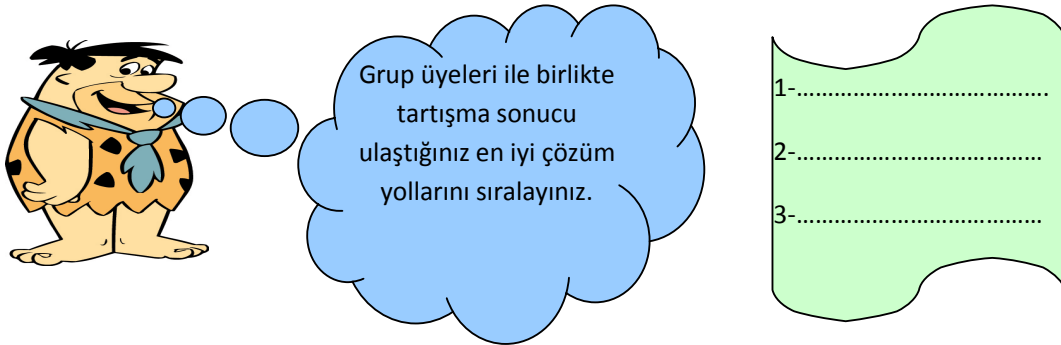 Grup üyeleri ile birlikte
tartışma sonucu
ulaştığınız en iyi çözüm
yollarını sıralayınız.
1-....................................
2-...................................
3-...................................